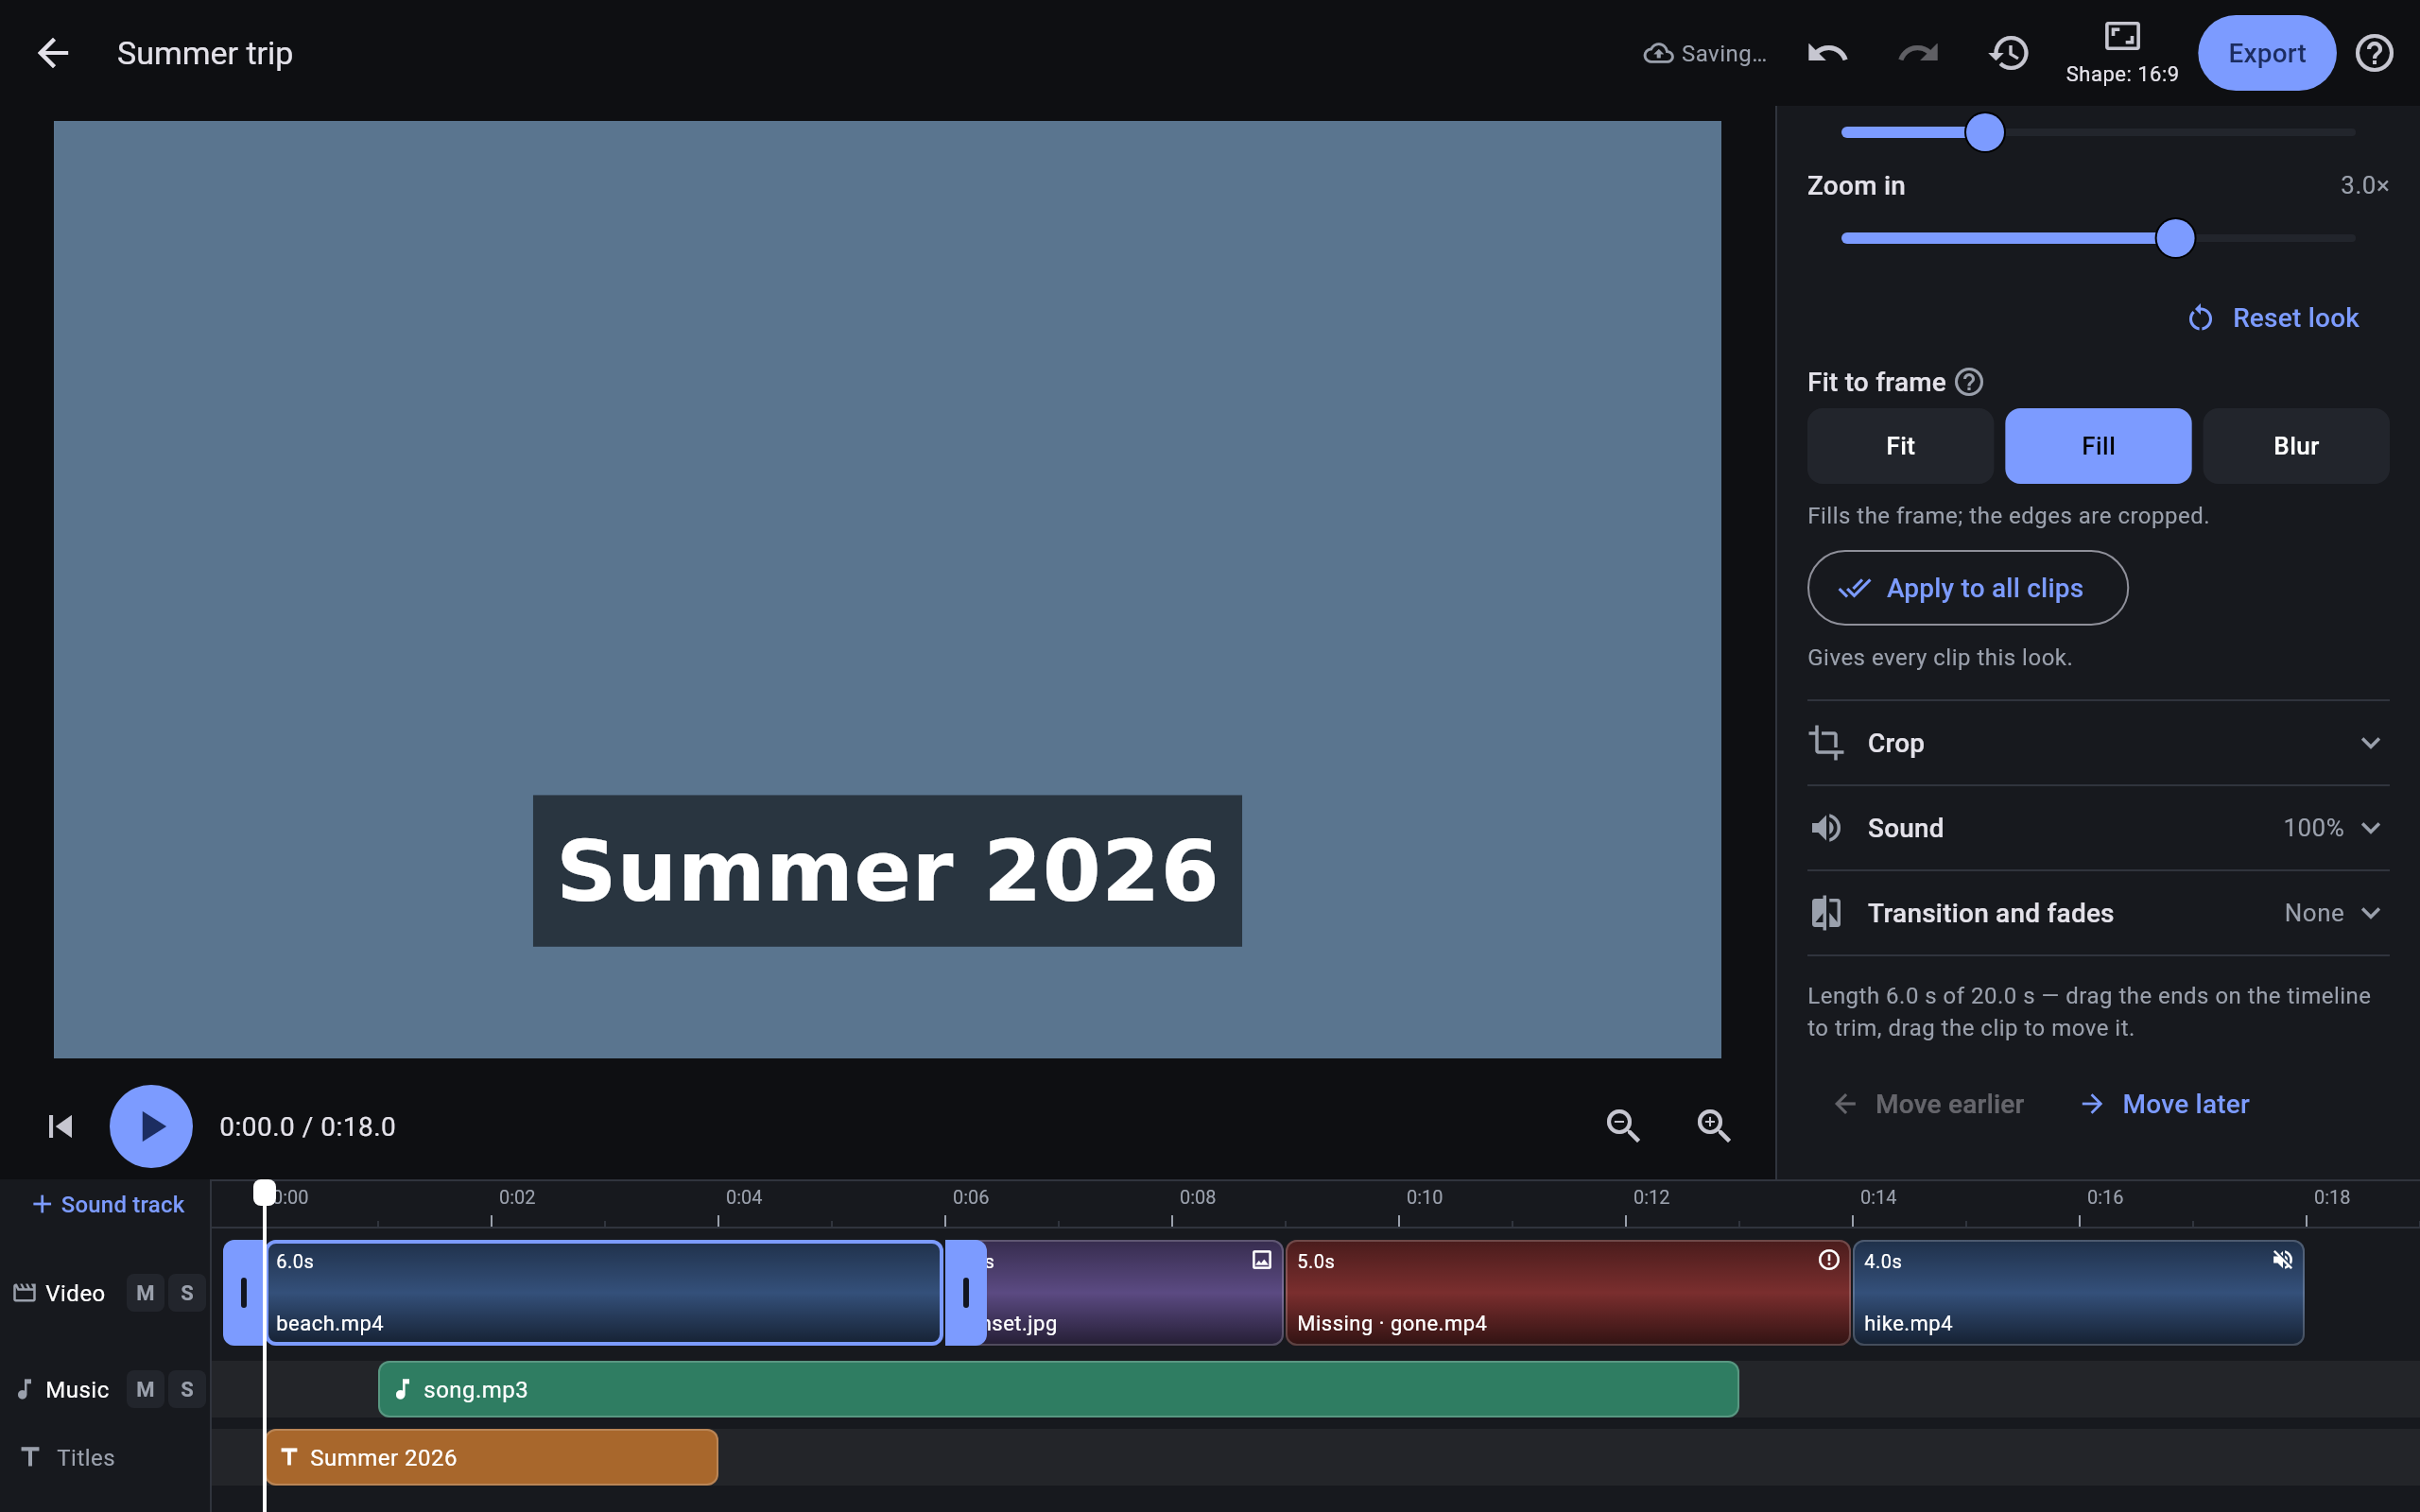 Summer trip
Saving...
Shape: 16:9
Export
Zoom in
3.0×
Reset look
Fit to frame
Fit
Fill
Blur
Fills the frame; the edges are cropped.
Apply to all clips
Gives every clip this look.
Crop
Sound
100%
Transition and fades
None
Length 6.0 s of 20.0 s — drag the ends on the timeline
to trim, drag the clip to move it.
Move earlier
Move later
Summer 2026
0:00.0 / 0:18.0
Sound track
0:00
0:02
0:04
0:06
0:08
0:10
0:12
0:14
0:16
0:18
Video
M
S
6.0s
beach.mp4
s
set.jpg
5.0s
Missing · gone.mp4
4.0s
hike.mp4
Music
M
S
song.mp3
Titles
Summer 2026